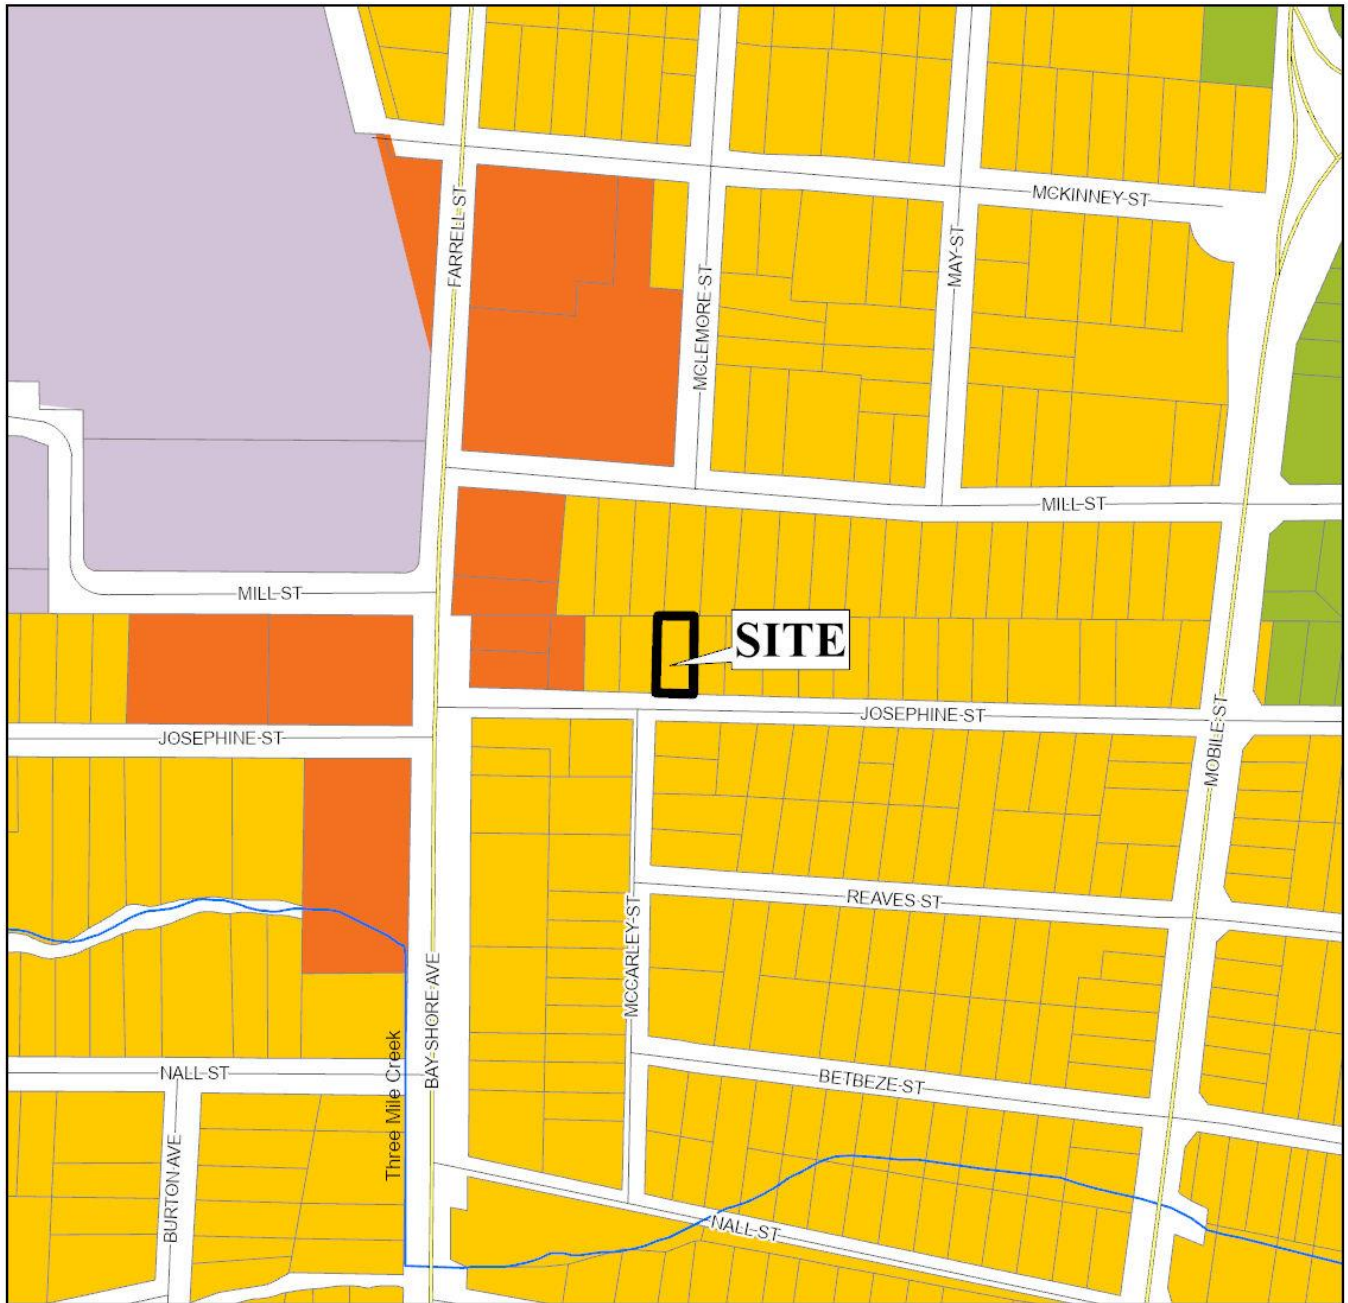 MCKINNEY ST
FARRELL ST
MAY ST
MCLEMORE ST
MILL ST
MILL ST
SITE
JOSEPHINE ST
JOSEPHINE ST
MOBILE ST
REAVES ST
MCCARLEY ST
BAY SHORE AVE
Three Mile Creek
NALL ST
BETBEZE ST
BURTON AVE
NALL ST